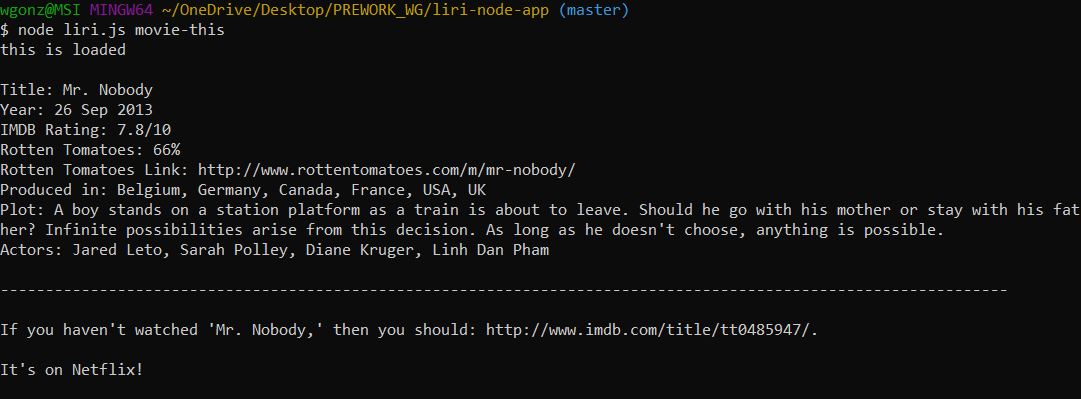 wgonz@MSI MINGW64 ~/OneDrive/Desktop/PREWORK_WG/liri-node-app (master)
$ node liri.js movie-this
this is loaded
Title: Mr. Nobody
Year: 26 Sep 2013
IMDB Rating: 7.8/10
Rotten Tomatoes: 66%
Rotten Tomatoes Link: http://www.rottentomatoes.com/m/mr-nobody/
Produced in: Belgium, Germany, Canada, France, USA, UK
Plot: A boy stands on a station platform as a train is about to leave. Should he go with his mother or stay with his fat
her? Infinite possibilities arise from this decision. As long as he doesn't choose, anything is possible.
Actors: Jared Leto, Sarah Polley, Diane Kruger, Linh Dan Pham
----------------------------------------------------------------------------------------------------------------
If you haven't watched 'Mr. Nobody,' then you should: http://www.imdb.com/title/tt0485947/.
It's on Netflix!